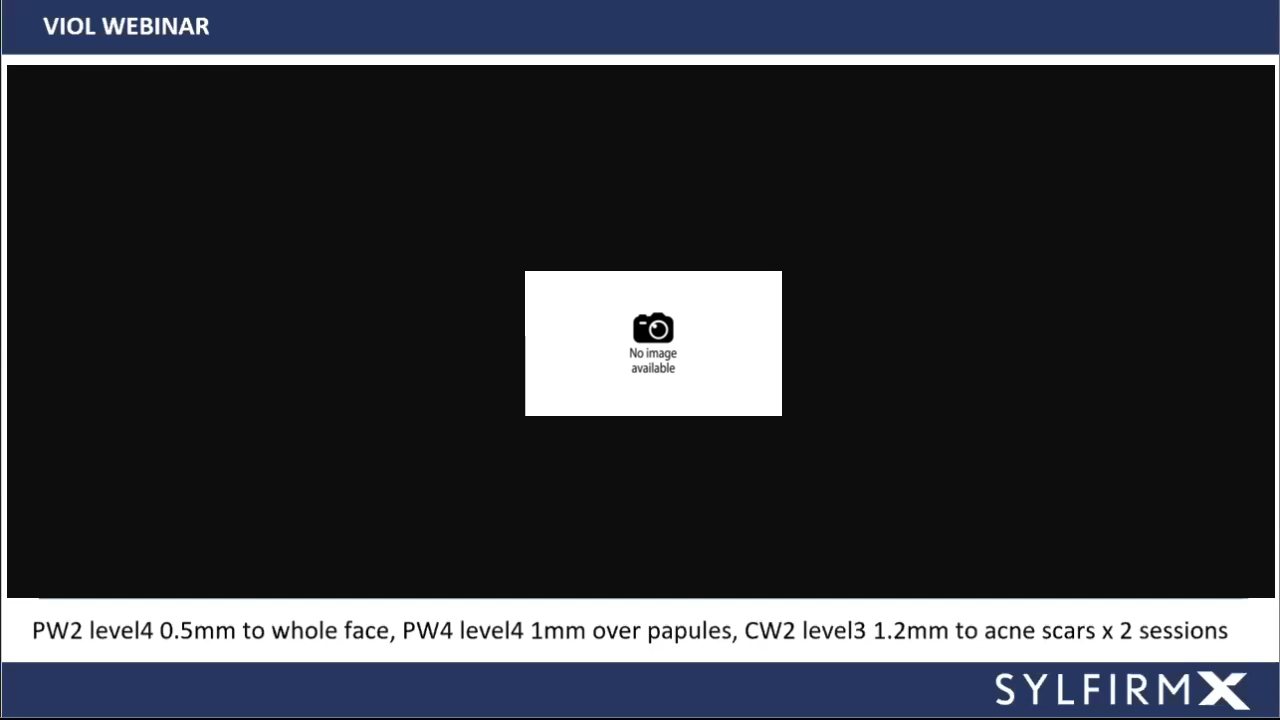 VIOL WEBINAR
No image
available
PW2 level4 0.5mm to whole face, PW4 level4 1mm over papules, CW2 level3 1.2mm to acne scars x 2 sessions
SYLFIRM X